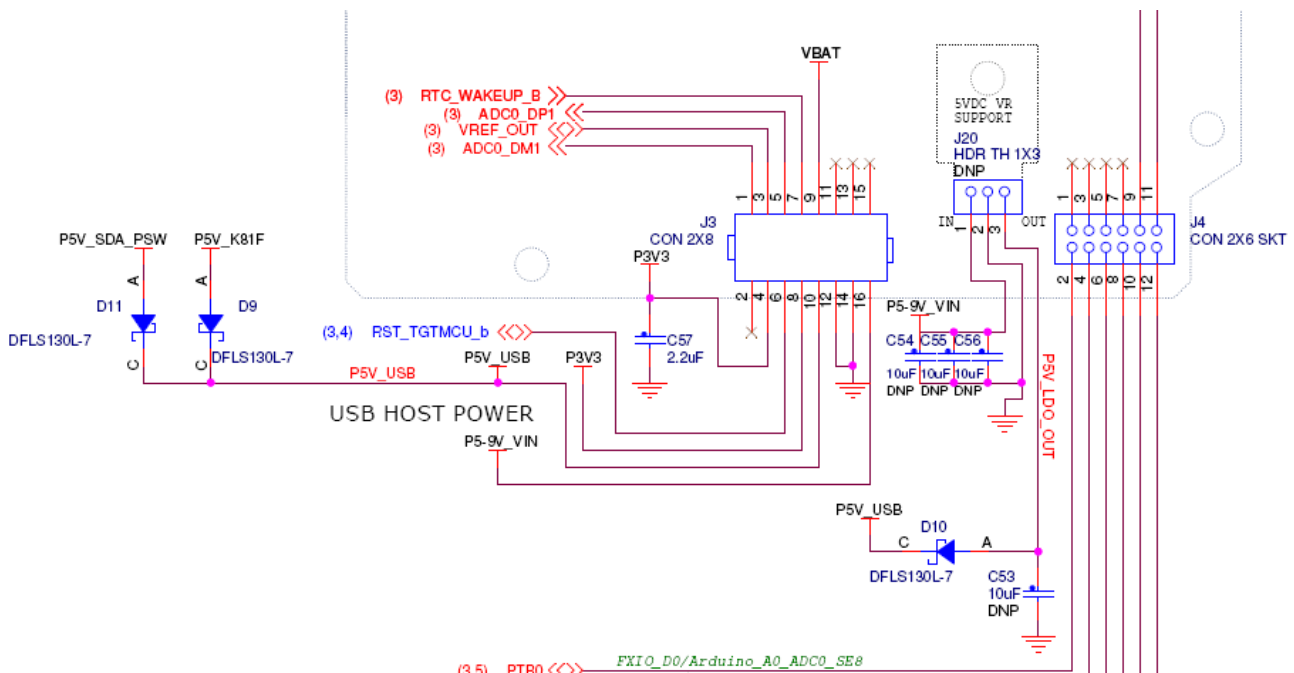 VBAT
(3) RTC_WAKEUP_B
(3) ADC0_DP1
(3) VREF_OUT
(3) ADC0_DM1
5VDC VR
SUPPORT
J20
HDR TH 1X3
DNP
1 3 5 7 9 11 13 15
IN 1 2 3 OUT
1 3 5 7 9 11
J3
CON 2X8
J4
CON 2X6 SKT
P5V_SDA_PSW P5V_K81F
P3V3
2 4 6 8 10 12 14 16
2 4 6 8 10 12
A A
D11 D9
DFLS130L-7 DFLS130L-7
C C
(3,4) RST_TGTMCU_b
C57
2.2uF
P5-9V_VIN
C54 C55 C56
10uF 10uF 10uF
DNP DNP DNP
P5V_USB P5V_USB P3V3
P5V_LDO_OUT
USB HOST POWER
P5-9V_VIN
P5V_USB
D10
C A
DFLS130L-7
C53
10uF
DNP
(3,5) PTB0 FXIO_D0/Arduino_A0_ADC0_SE8